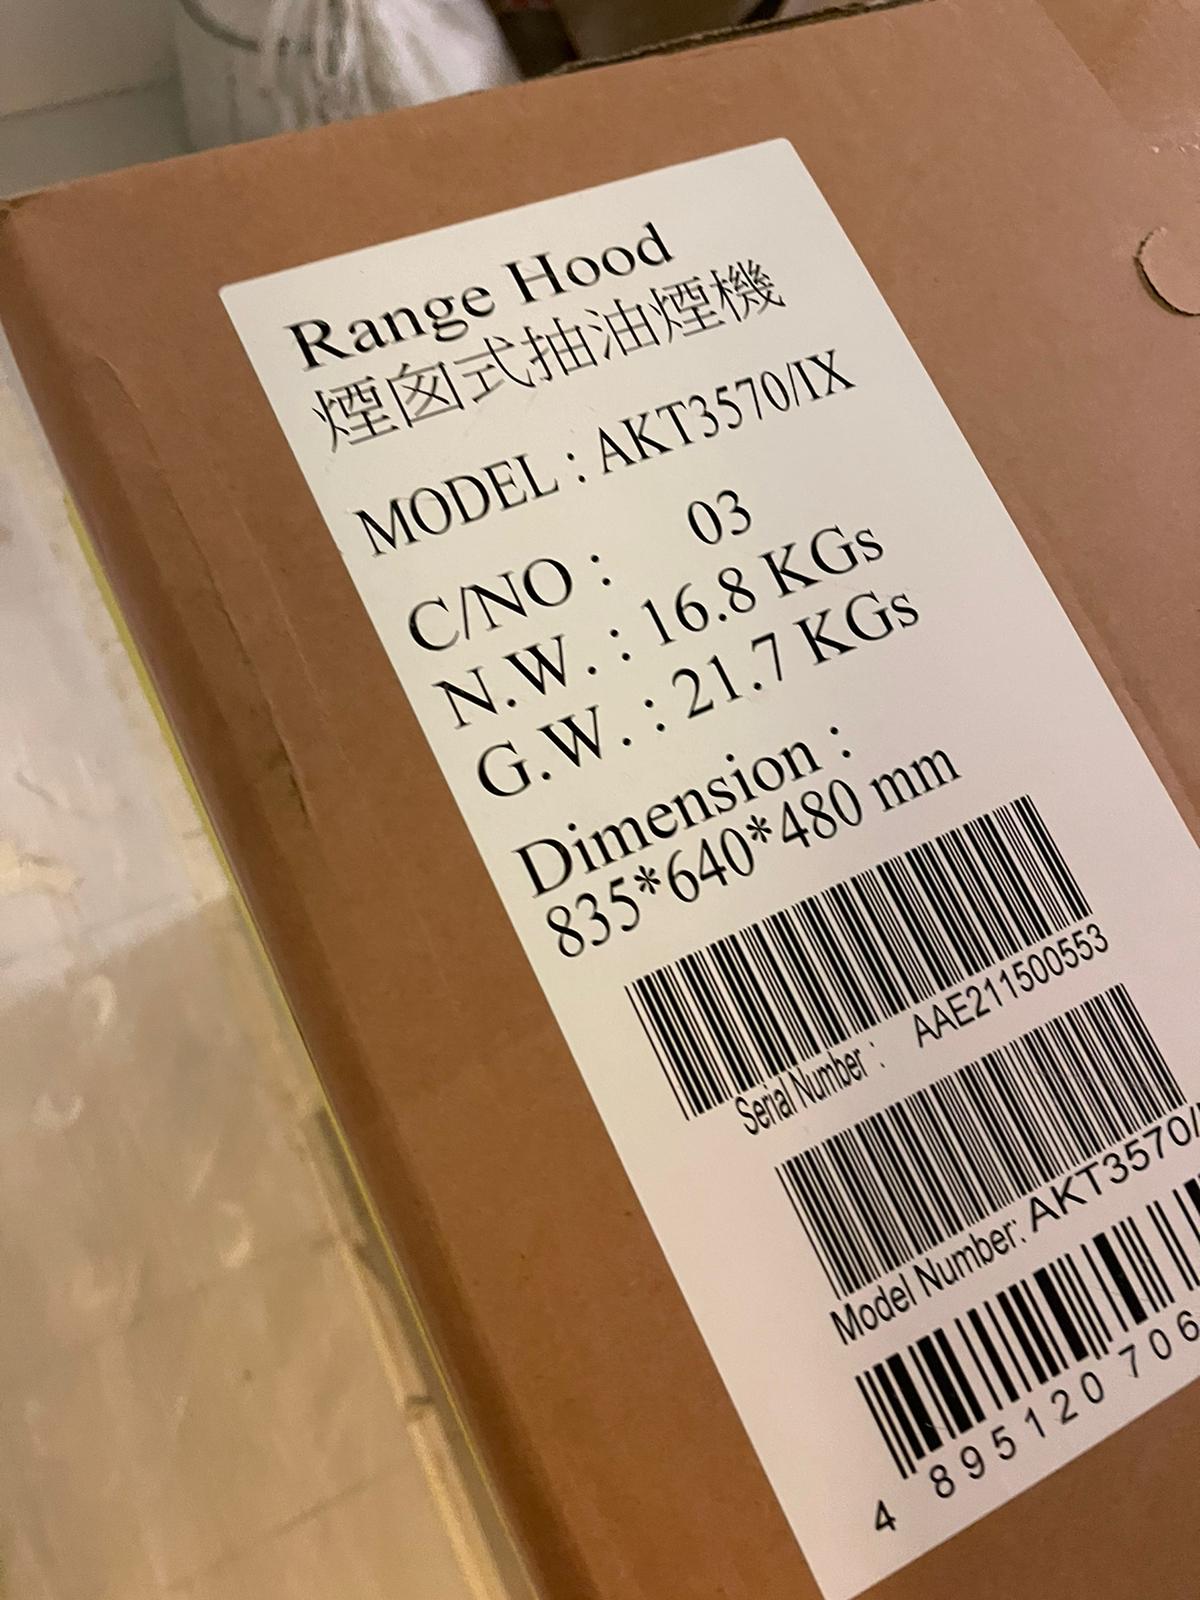 Range Hood
煙囪式抽油煙機
MODEL : AKT3570/IX
C/NO : 03
N.W. : 16.8 KGs
G.W. : 21.7 KGs
Dimension :
835*640*480 mm
Serial Number : AAE211500553
Model Number: AKT3570/
4 895120 706